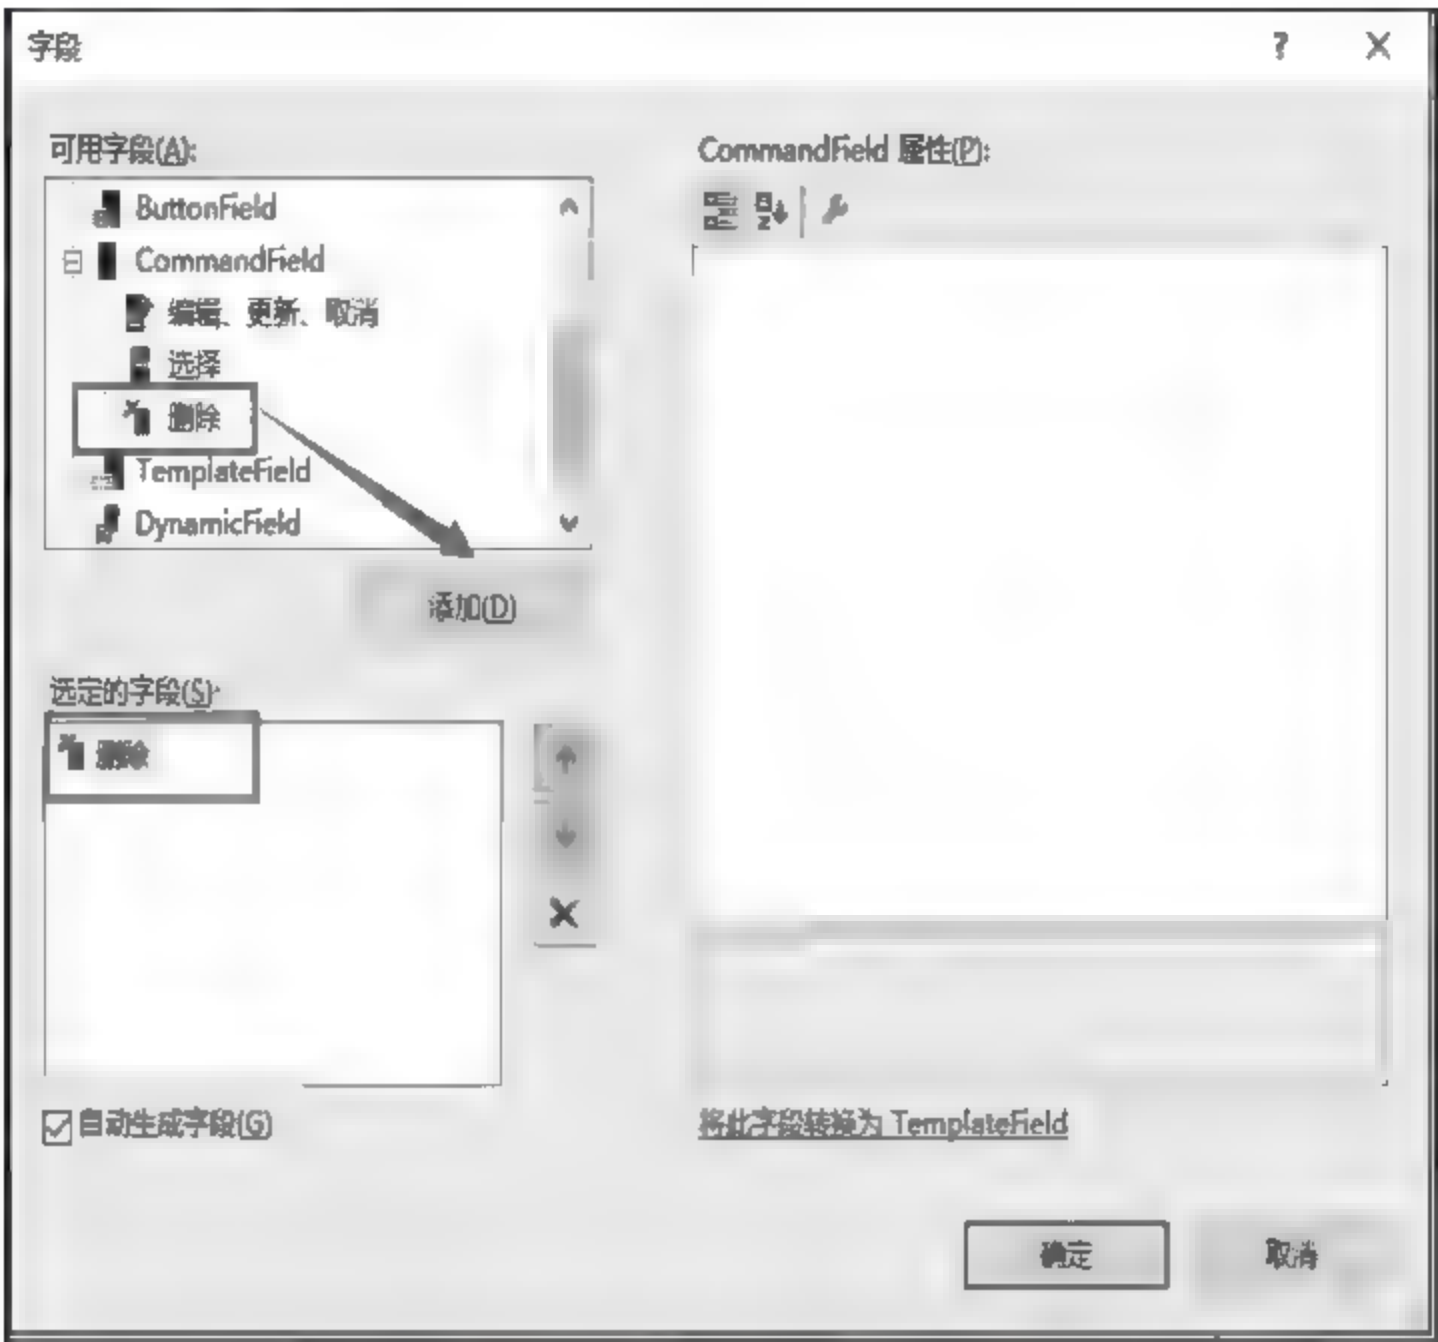 字段
可用字段(A):
ButtonField
CommandField
编辑、更新、取消
选择
删除
TemplateField
DynamicField
添加(D)
选定的字段(S):
删除
自动生成字段(G)
CommandField 属性(P):
将此字段转换为 TemplateField
确定
取消